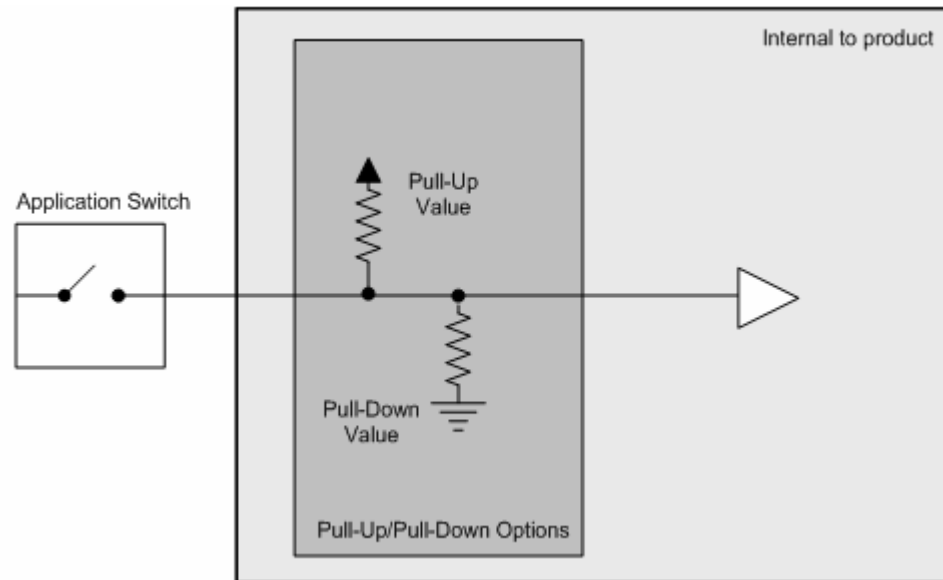 Internal to product
Application Switch
Pull-Up
Value
Pull-Down
Value
Pull-Up/Pull-Down Options